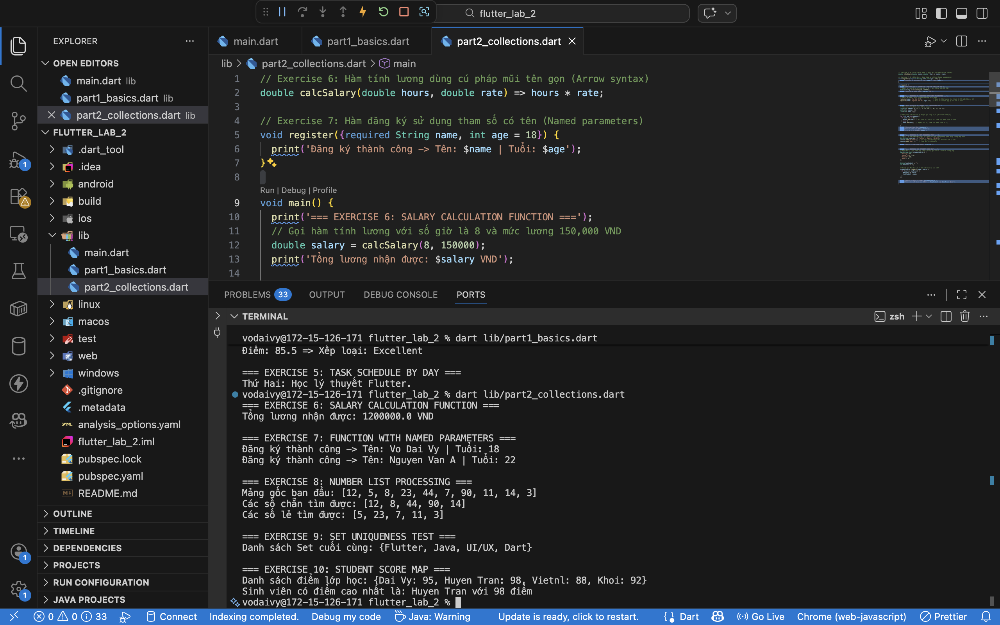 flutter_lab_2
EXPLORER
OPEN EDITORS
main.dart lib
part1_basics.dart lib
part2_collections.dart lib
FLUTTER_LAB_2
.dart_tool
.idea
android
build
ios
lib
main.dart
part1_basics.dart
part2_collections.dart
linux
macos
test
web
windows
.gitignore
.metadata
analysis_options.yaml
flutter_lab_2.iml
pubspec.lock
pubspec.yaml
README.md
OUTLINE
TIMELINE
DEPENDENCIES
PROJECTS
RUN CONFIGURATION
JAVA PROJECTS
1
1
1
main.dart
part1_basics.dart
part2_collections.dart
lib > part2_collections.dart > main
1 // Exercise 6: Hàm tính lương dùng cú pháp mũi tên gọn (Arrow syntax)
2 double calcSalary(double hours, double rate) => hours * rate;
3
4 // Exercise 7: Hàm đăng ký sử dụng tham số có tên (Named parameters)
5 void register({required String name, int age = 18}) {
6 print('Đăng ký thành công -> Tên: $name | Tuổi: $age');
7 }
8
Run | Debug | Profile
9 void main() {
10 print('=== EXERCISE 6: SALARY CALCULATION FUNCTION ===');
11 // Gọi hàm tính lương với số giờ là 8 và mức lương 150,000 VND
12 double salary = calcSalary(8, 150000);
13 print('Tổng lương nhận được: $salary VND');
14
PROBLEMS 33 OUTPUT DEBUG CONSOLE PORTS
TERMINAL
zsh
vodaivy@172-15-126-171 flutter_lab_2 % dart lib/part1_basics.dart
Điểm: 85.5 => Xếp loại: Excellent
=== EXERCISE 5: TASK SCHEDULE BY DAY ===
Thứ Hai: Học lý thuyết Flutter.
vodaivy@172-15-126-171 flutter_lab_2 % dart lib/part2_collections.dart
=== EXERCISE 6: SALARY CALCULATION FUNCTION ===
Tổng lương nhận được: 1200000.0 VND
=== EXERCISE 7: FUNCTION WITH NAMED PARAMETERS ===
Đăng ký thành công -> Tên: Vo Dai Vy | Tuổi: 18
Đăng ký thành công -> Tên: Nguyen Van A | Tuổi: 22
=== EXERCISE 8: NUMBER LIST PROCESSING ===
Mảng gốc ban đầu: [12, 5, 8, 23, 44, 7, 90, 11, 14, 3]
Các số chẵn tìm được: [12, 8, 44, 90, 14]
Các số lẻ tìm được: [5, 23, 7, 11, 3]
=== EXERCISE 9: SET UNIQUENESS TEST ===
Danh sách Set cuối cùng: {Flutter, Java, UI/UX, Dart}
=== EXERCISE 10: STUDENT SCORE MAP ===
Danh sách điểm lớp học: {Dai Vy: 95, Huyen Tran: 98, Vietnl: 88, Khoi: 92}
Sinh viên có điểm cao nhất là: Huyen Tran với 98 điểm
vodaivy@172-15-126-171 flutter_lab_2 %
0 0 33 Connect Indexing completed. Debug my code Java: Warning Update is ready, click to restart. Dart Go Live Chrome (web-javascript) Prettier